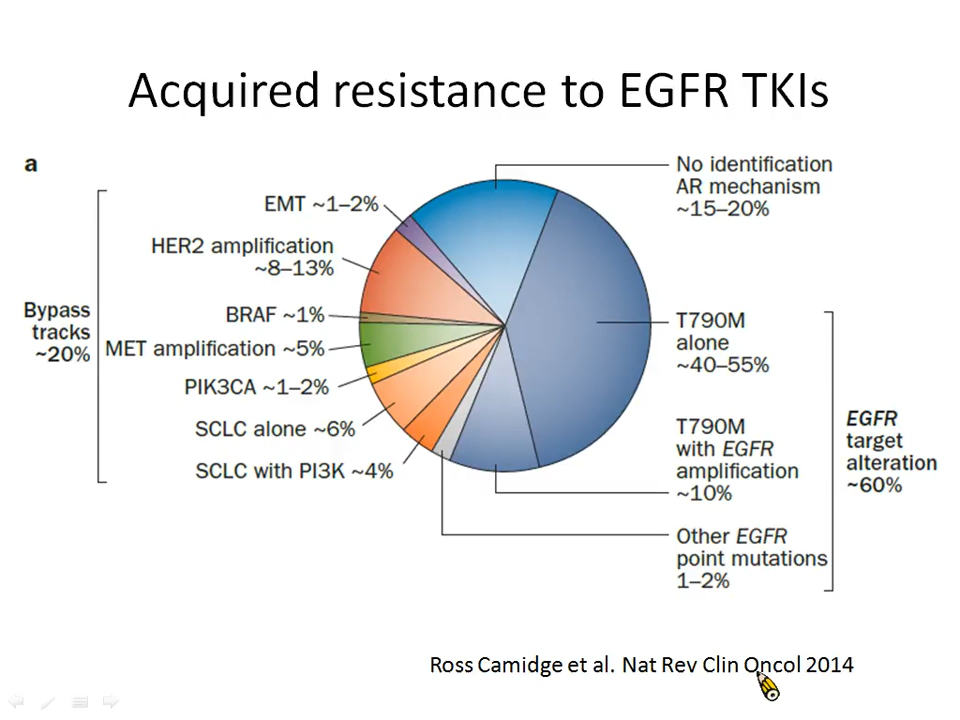 Acquired resistance to EGFR TKIs
a
No identification
AR mechanism
~15–20%
EMT ~1–2%
HER2 amplification
~8–13%
BRAF ~1%
MET amplification ~5%
PIK3CA ~1–2%
SCLC alone ~6%
SCLC with PI3K ~4%
Bypass
tracks
~20%
T790M
alone
~40–55%
T790M
with EGFR
amplification
~10%
Other EGFR
point mutations
1–2%
EGFR
target
alteration
~60%
Ross Camidge et al. Nat Rev Clin Oncol 2014